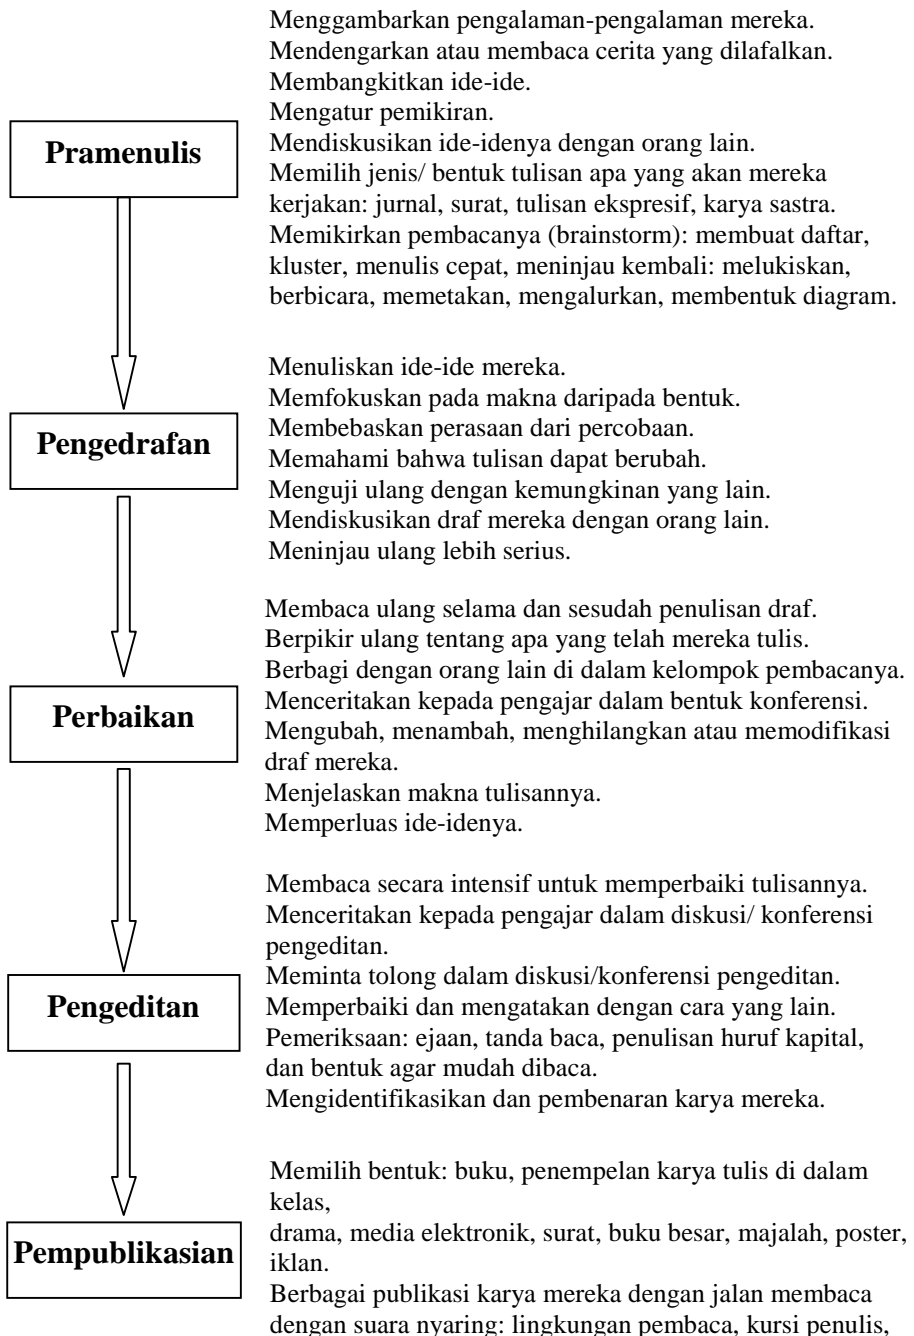 Menggambarkan pengalaman-pengalaman mereka.
Mendengarkan atau membaca cerita yang dilafalkan.
Membangkitkan ide-ide.
Mengatur pemikiran.
Pramenulis
Mendiskusikan ide-idenya dengan orang lain.
Memilih jenis/ bentuk tulisan apa yang akan mereka
kerjakan: jurnal, surat, tulisan ekspresif, karya sastra.
Memikirkan pembacanya (brainstorm): membuat daftar,
kluster, menulis cepat, meninjau kembali: melukiskan,
berbicara, memetakan, mengalurkan, membentuk diagram.
Menuliskan ide-ide mereka.
Memfokuskan pada makna daripada bentuk.
Pengedrafan
Membebaskan perasaan dari percobaan.
Memahami bahwa tulisan dapat berubah.
Menguji ulang dengan kemungkinan yang lain.
Mendiskusikan draf mereka dengan orang lain.
Meninjau ulang lebih serius.
Membaca ulang selama dan sesudah penulisan draf.
Berpikir ulang tentang apa yang telah mereka tulis.
Berbagi dengan orang lain di dalam kelompok pembacanya.
Menceritakan kepada pengajar dalam bentuk konferensi.
Perbaikan
Mengubah, menambah, menghilangkan atau memodifikasi
draf mereka.
Menjelaskan makna tulisannya.
Memperluas ide-idenya.
Membaca secara intensif untuk memperbaiki tulisannya.
Menceritakan kepada pengajar dalam diskusi/ konferensi
pengeditan.
Meminta tolong dalam diskusi/konferensi pengeditan.
Pengeditan
Memperbaiki dan mengatakan dengan cara yang lain.
Pemeriksaan: ejaan, tanda baca, penulisan huruf kapital,
dan bentuk agar mudah dibaca.
Mengidentifikasikan dan pembenaran karya mereka.
Memilih bentuk: buku, penempelan karya tulis di dalam
kelas,
drama, media elektronik, surat, buku besar, majalah, poster,
Pempublikasian
iklan.
Berbagai publikasi karya mereka dengan jalan membaca
dengan suara nyaring: lingkungan pembaca, kursi penulis,